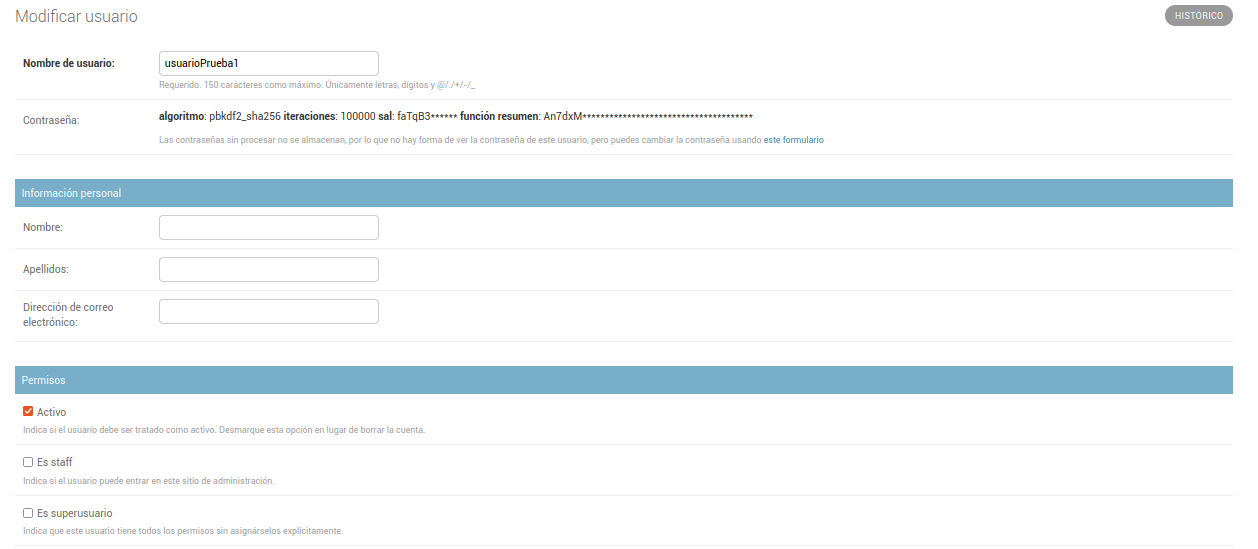 Modificar usuario
HISTÓRICO
Nombre de usuario:
usuarioPrueba1
Requerido. 150 carácteres como máximo. Únicamente letras, dígitos y @/./+/-/_
Contraseña:
algoritmo: pbkdf2_sha256 iteraciones: 100000 sal: faTqB3****** función resumen: An7dxM**************************************
Las contraseñas sin procesar no se almacenan, por lo que no hay forma de ver la contraseña de este usuario, pero puedes cambiar la contraseña usando este formulario
Información personal
Nombre:
Apellidos:
Dirección de correo
electrónico:
Permisos
Activo
Indica si el usuario debe ser tratado como activo. Desmarque esta opción en lugar de borrar la cuenta.
Es staff
Indica si el usuario puede entrar en este sitio de administración.
Es superusuario
Indica que este usuario tiene todos los permisos sin asignárselos explícitamente.